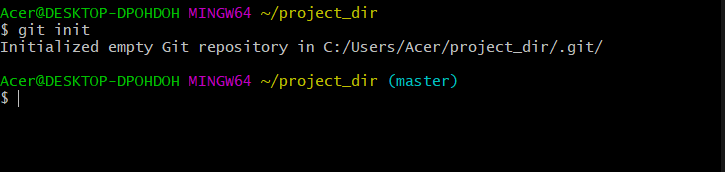 Acer@DESKTOP-DPOHDOH MINGW64 ~/project_dir
$ git init
Initialized empty Git repository in C:/Users/Acer/project_dir/.git/
Acer@DESKTOP-DPOHDOH MINGW64 ~/project_dir (master)
$